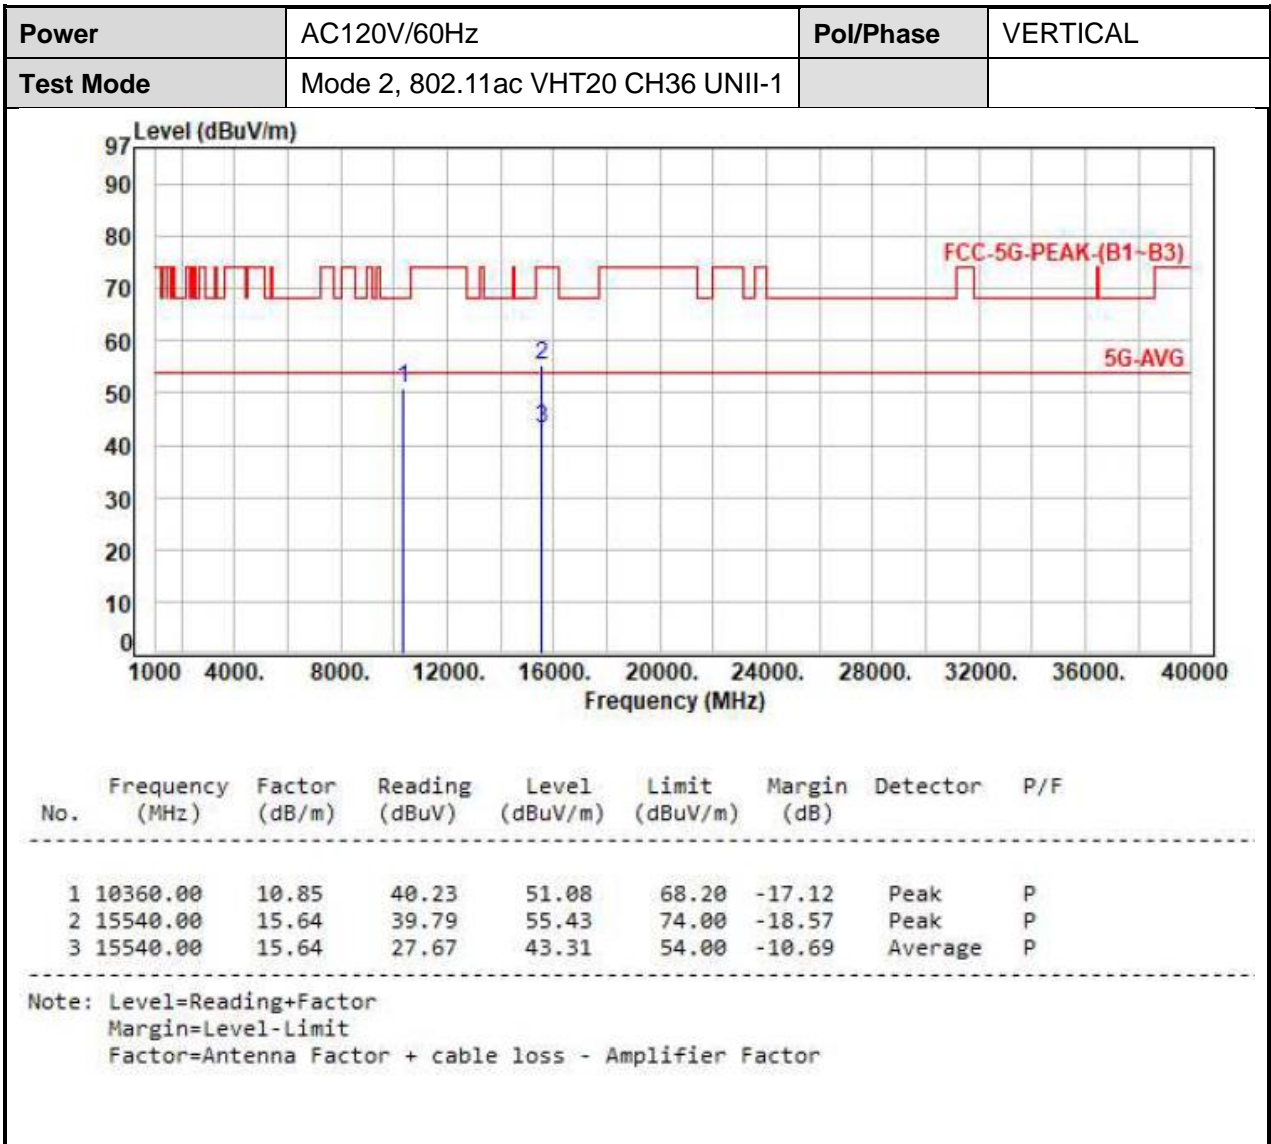 Power AC120V/60Hz Pol/Phase VERTICAL
Test Mode Mode 2, 802.11ac VHT20 CH36 UNII-1
Level (dBuV/m)
97
90
80
FCC-5G-PEAK-(B1~B3)
70
60
2
5G-AVG
1
50
3
40
30
20
10
0
1000 4000. 8000. 12000. 16000. 20000. 24000. 28000. 32000. 36000. 40000
Frequency (MHz)
Frequency Factor Reading Level Limit Margin Detector P/F
No. (MHz) (dB/m) (dBuV) (dBuV/m) (dBuV/m) (dB)
1 10360.00 10.85 40.23 51.08 68.20 -17.12 Peak P
2 15540.00 15.64 39.79 55.43 74.00 -18.57 Peak P
3 15540.00 15.64 27.67 43.31 54.00 -10.69 Average P
Note: Level=Reading+Factor
Margin=Level-Limit
Factor=Antenna Factor + cable loss - Amplifier Factor